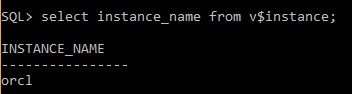 SQL> select instance_name from v$instance;
INSTANCE_NAME
----------------
orcl